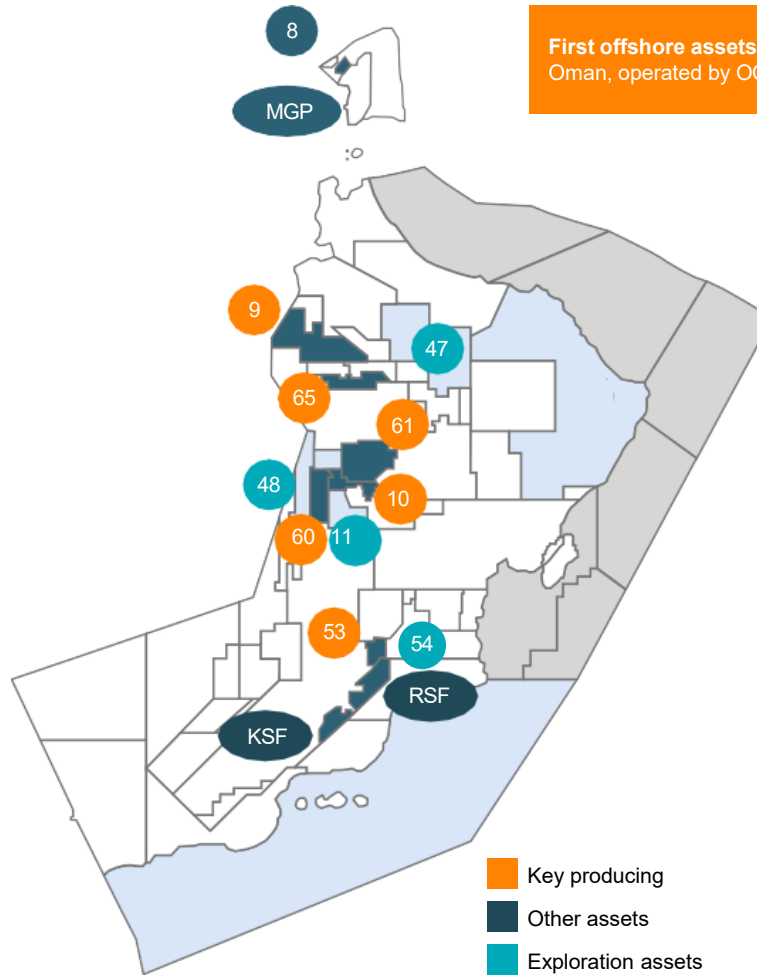 8
First offshore assets
Oman, operated by
MGP
9
47
65
61
48
10
60
11
53
54
RSF
KSF
Key producing
Other assets
Exploration assets